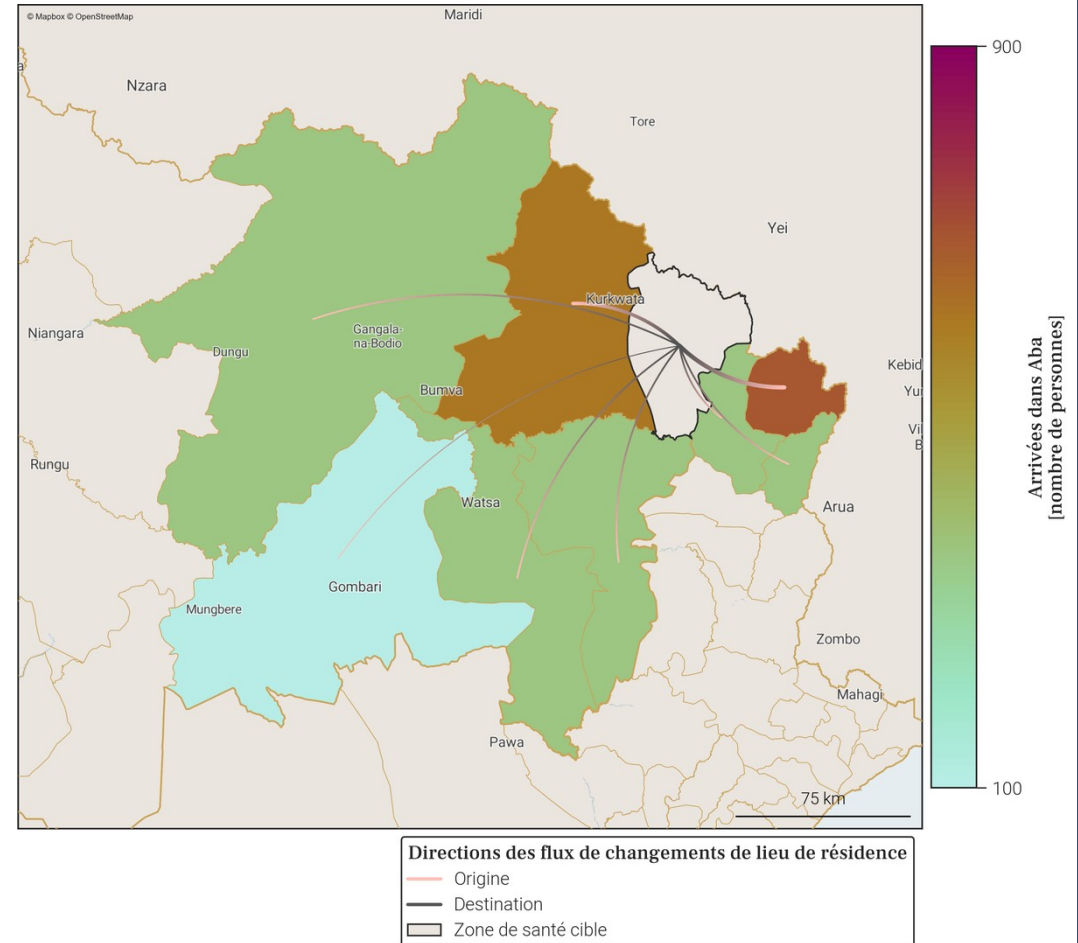 © Mapbox © OpenStreetMap
Maridi
900
Nzara
Tore
Yei
Kurkwata
Niangara
Gangala-
na-Bodio
Dungu
Kebid
Bumva
Yu
Vil
B
Rungu
Watsa
Arua
Gombari
Mungbere
Zombo
Mahagi
Pawa
75 km
100
Arrivées dans Aba
[nombre de personnes]
Directions des flux de changements de lieu de résidence
Origine
Destination
Zone de santé cible